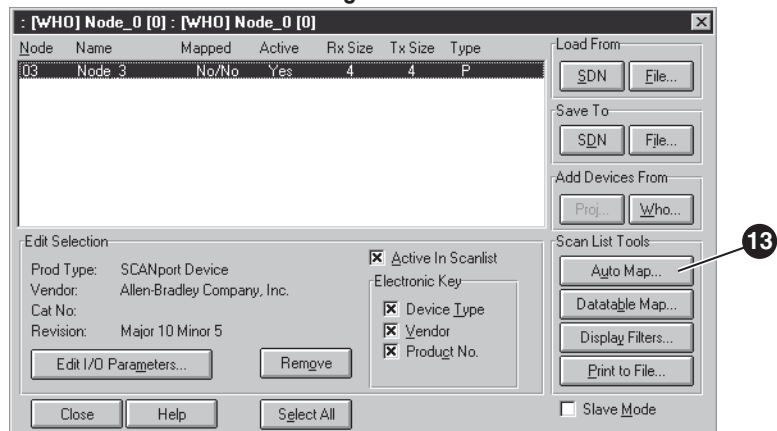 : [WHO] Node_0 [0] : [WHO] Node_0 [0]
Node Name Mapped Active Rx Size Tx Size Type
03 Node_3 No/No Yes 4 4 P
Load From
SDN File...
Save To
SDN File...
Add Devices From
Proj... Who...
Edit Selection
Prod Type: SCANport Device
Vendor: Allen-Bradley Company, Inc.
Cat No:
Revision: Major 10 Minor 5
Edit I/O Parameters... Remove
Active In Scanlist
Electronic Key
Device Type
Vendor
Product No.
Scan List Tools
Auto Map...
13
Datatable Map...
Display Filters...
Print to File...
Close Help Select All
Slave Mode